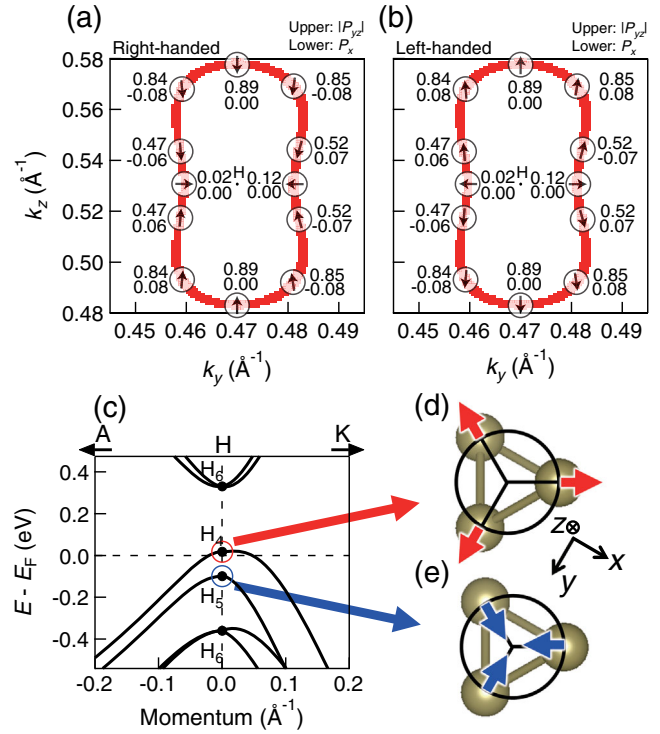 (a)
Right-handed
Upper: |Pyz|
Lower: Px
0.58
0.56
0.54
0.52
0.50
0.48
kz (Å-1)
0.84
-0.08
0.89
0.00
0.85
-0.08
0.47
-0.06
0.52
0.07
0.02
0.00
H
0.12
0.00
0.47
0.06
0.52
-0.07
0.84
0.08
0.89
0.00
0.85
-0.08
0.45 0.46 0.47 0.48 0.49
ky (Å-1)
(b)
Left-handed
Upper: |Pyz|
Lower: Px
0.84
-0.08
0.89
0.00
0.85
0.08
0.47
-0.06
0.52
-0.07
0.02
0.00
H
0.12
0.00
0.47
0.06
0.52
0.07
0.84
0.08
0.89
0.00
0.85
-0.08
0.45 0.46 0.47 0.48 0.49
ky (Å-1)
(c)
A H K
0.4
0.2
0.0
-0.2
-0.4
E - EF (eV)
H6
H4
H5
H6
-0.2 -0.1 0.0 0.1 0.2
Momentum (Å-1)
(d)
z
x
y
(e)